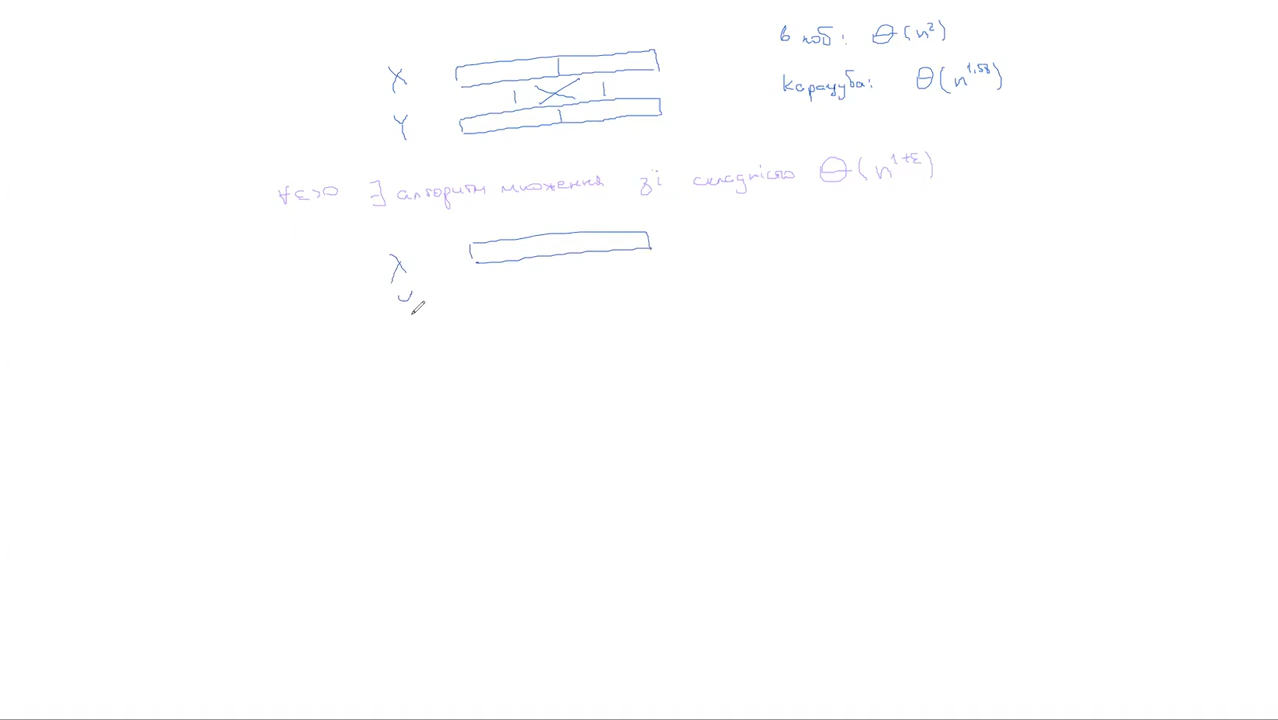 X
Y
в лоб: Θ(n²)
Карацуба: Θ(n^1,58)
∀ε>0 ∃ алгоритм множення зі складністю Θ(n^1+ε)
X